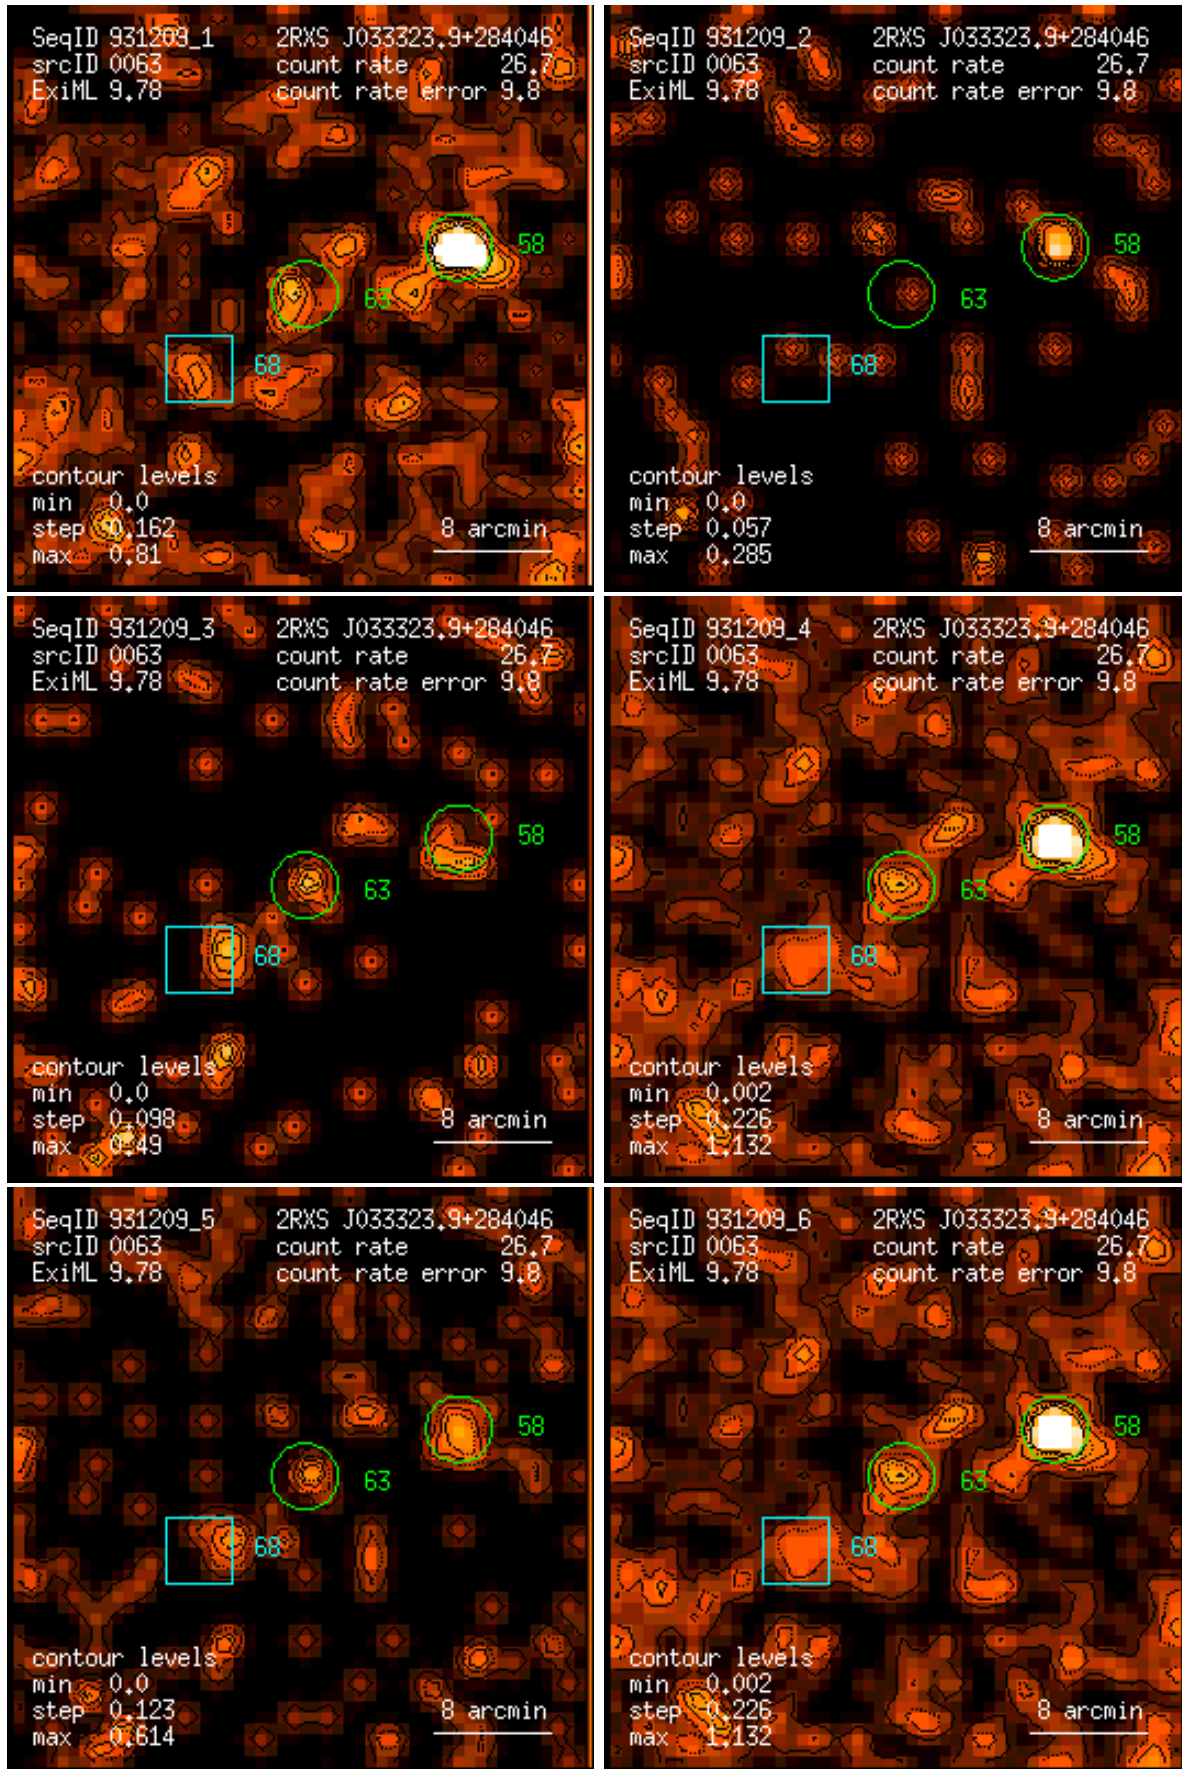 SeqID 931209_1 2RXS J033323.9+284046
srcID 0063 count rate 26.7
ExiML 9.78 count rate error 9.8
58
63
68
contour levels
min 0.0
step 0.162 8 arcmin
max 0.81
SeqID 931209_2 2RXS J033323.9+284046
srcID 0063 count rate 26.7
ExiML 9.78 count rate error 9.8
58
63
68
contour levels
min 0.0
step 0.057 8 arcmin
max 0.285
SeqID 931209_3 2RXS J033323.9+284046
srcID 0063 count rate 26.7
ExiML 9.78 count rate error 9.8
58
63
68
contour levels
min 0.0
step 0.098 8 arcmin
max 0.49
SeqID 931209_4 2RXS J033323.9+284046
srcID 0063 count rate 26.7
ExiML 9.78 count rate error 9.8
58
63
68
contour levels
min 0.002
step 0.226 8 arcmin
max 1.132
SeqID 931209_5 2RXS J033323.9+284046
srcID 0063 count rate 26.7
ExiML 9.78 count rate error 9.8
58
63
68
contour levels
min 0.0
step 0.123 8 arcmin
max 0.614
SeqID 931209_6 2RXS J033323.9+284046
srcID 0063 count rate 26.7
ExiML 9.78 count rate error 9.8
58
63
68
contour levels
min 0.002
step 0.226 8 arcmin
max 1.132